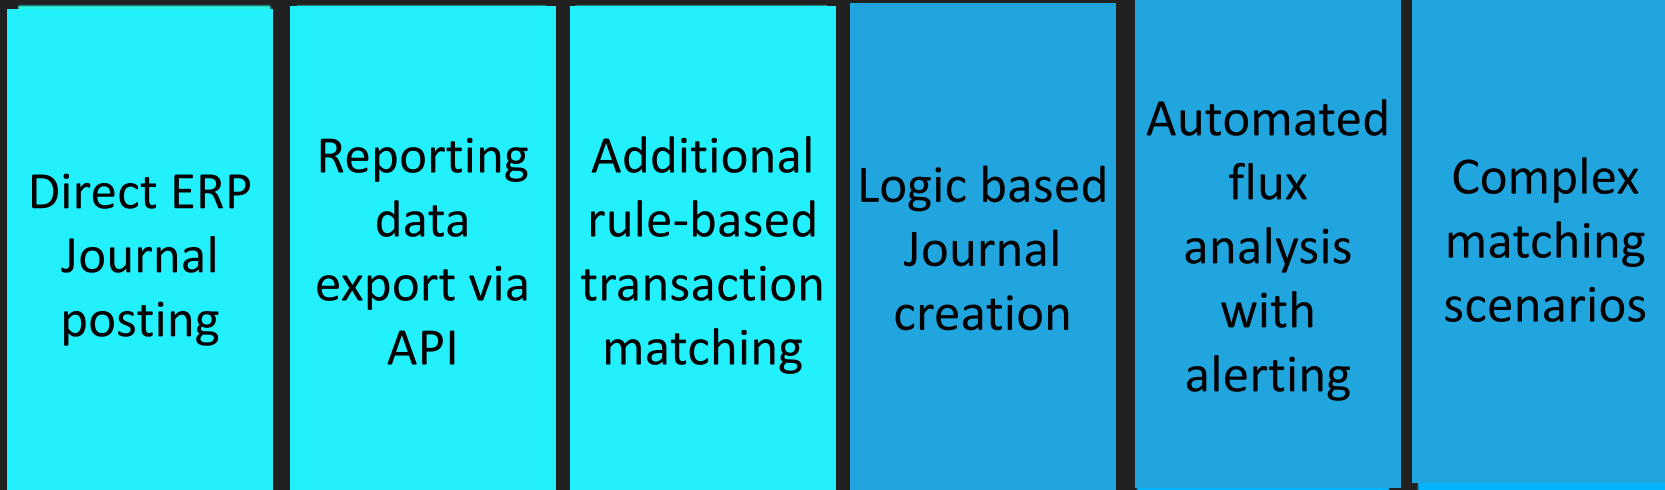 Direct ERP
Journal
posting
Reporting
data
export via
API
Additional
rule-based
transaction
matching
Logic based
Journal
creation
Automated
flux
analysis
with
alerting
Complex
matching
scenarios